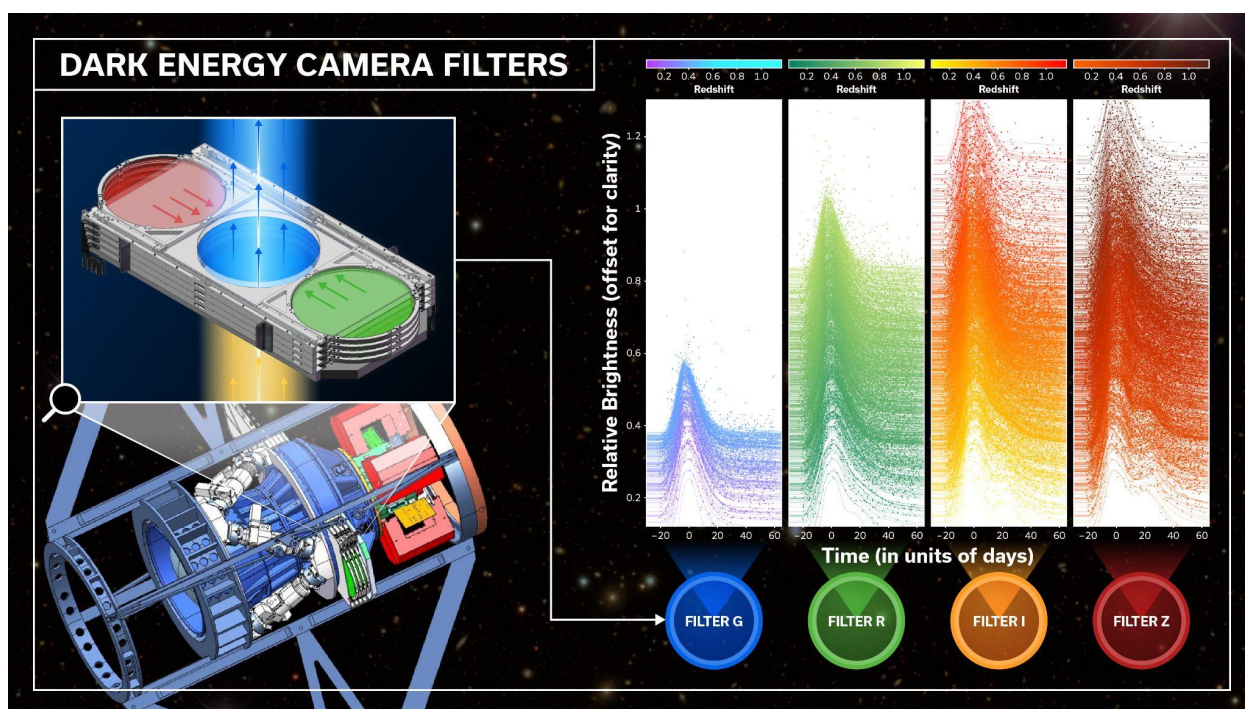 DARK ENERGY CAMERA FILTERS
0.2 0.4 0.6 0.8 1.0
Redshift
0.2 0.4 0.6 0.8 1.0
Redshift
0.2 0.4 0.6 0.8 1.0
Redshift
0.2 0.4 0.6 0.8 1.0
Redshift
Relative Brightness (offset for clarity)
1.2
1
0.8
0.6
0.4
0.2
−20 0 20 40 60
−20 0 20 40 60
−20 0 20 40 60
−20 0 20 40 60
Time (in units of days)
FILTER G
FILTER R
FILTER I
FILTER Z